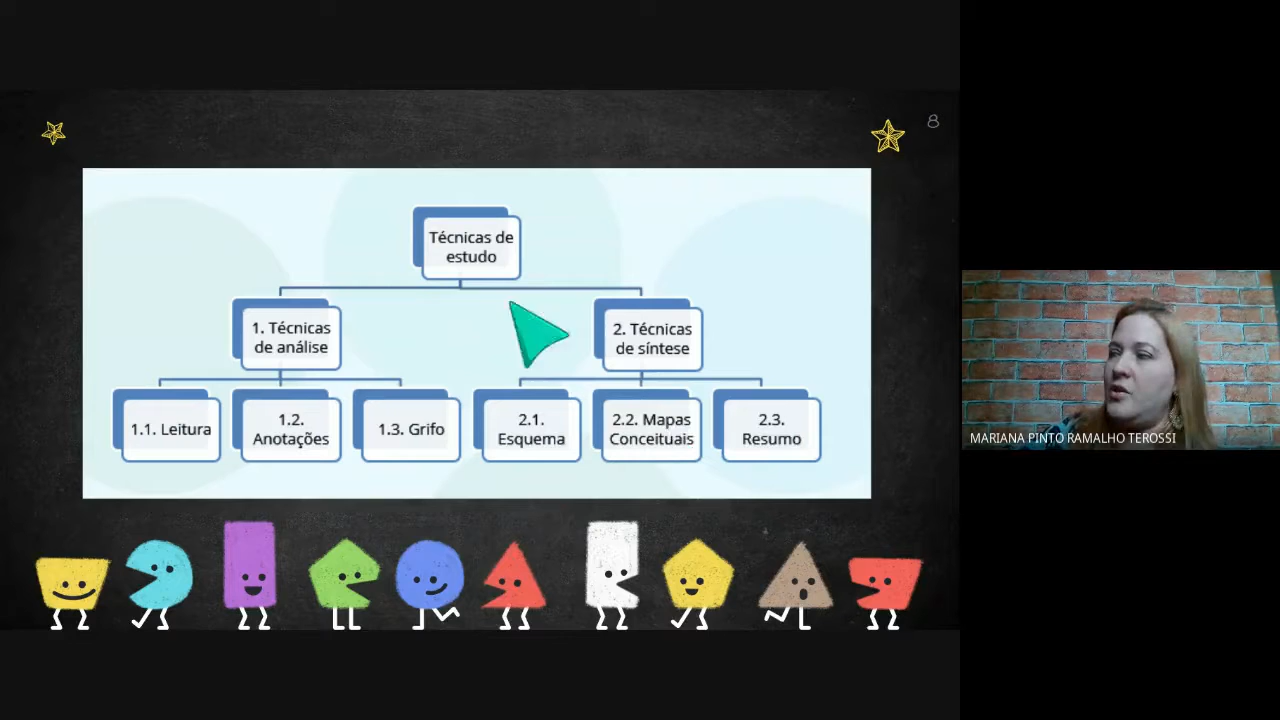 8
Técnicas de
estudo
1. Técnicas
de análise
2. Técnicas
de síntese
1.1. Leitura
1.2.
Anotações
1.3. Grifo
2.1.
Esquema
2.2. Mapas
Conceituais
2.3.
Resumo
MARIANA PINTO RAMALHO TEROSSI